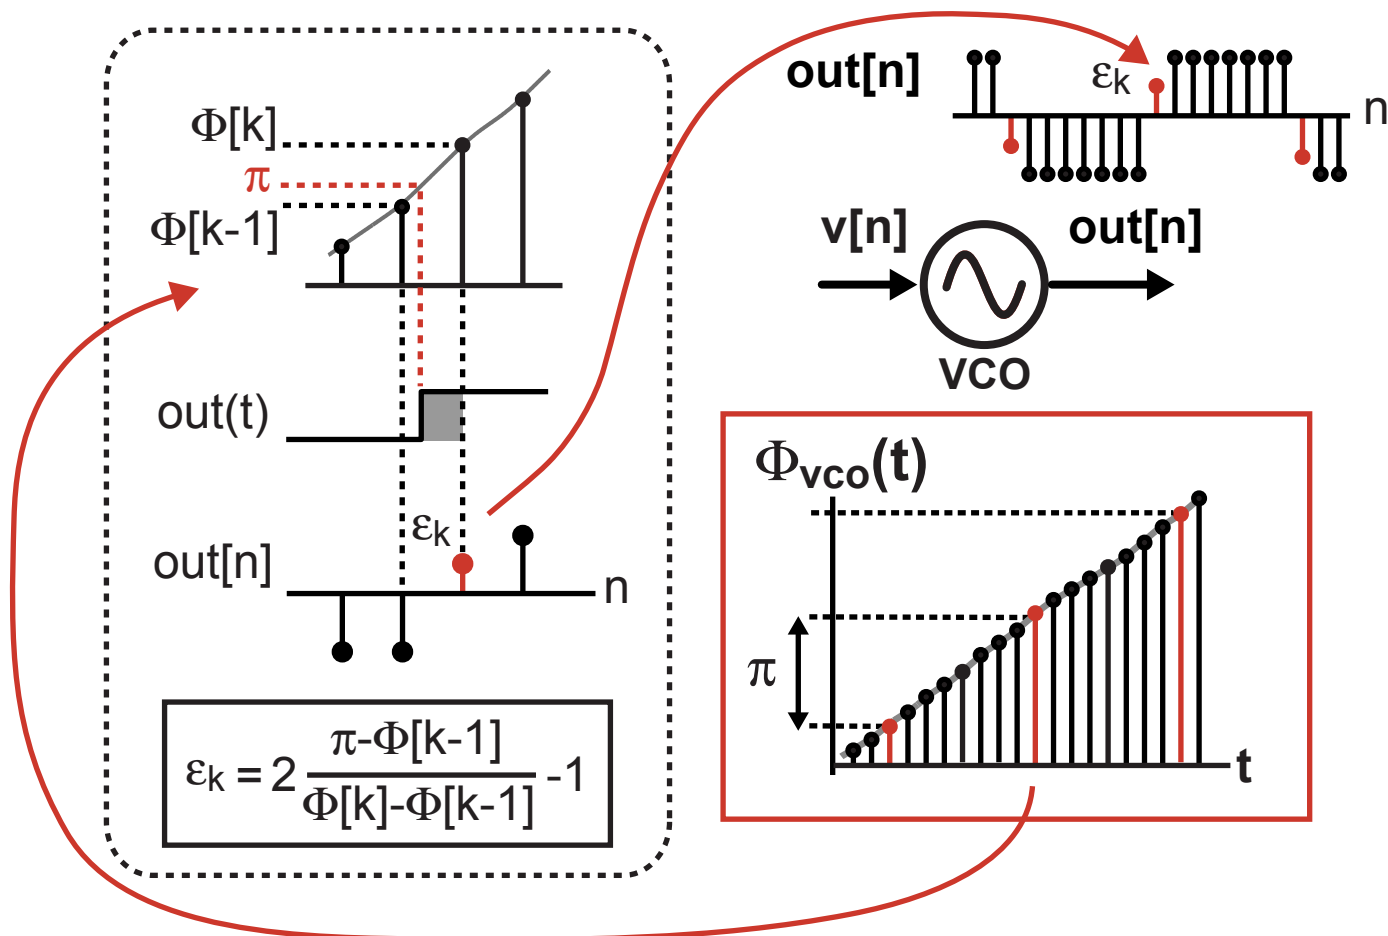 Φ[k]
π
Φ[k-1]
out(t)
εk
out[n]
n
εk = 2 π-Φ[k-1] / Φ[k]-Φ[k-1] -1
out[n]
εk
n
v[n]
out[n]
VCO
Φvco(t)
π
t